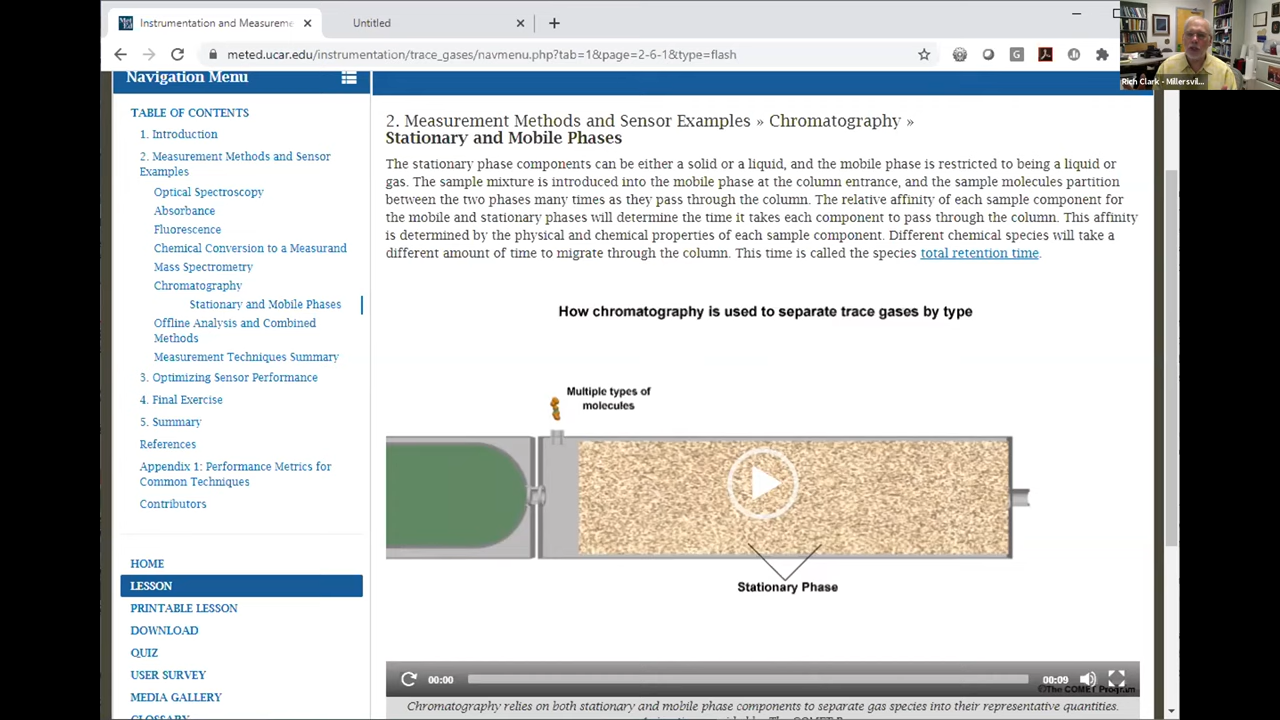 Instrumentation and Measureme
Untitled
meted.ucar.edu/instrumentation/trace_gases/navmenu.php?tab=1&page=2-6-1&type=flash
Rich Clark - Millersvil...
Navigation Menu
TABLE OF CONTENTS
1. Introduction
2. Measurement Methods and Sensor
Examples
Optical Spectroscopy
Absorbance
Fluorescence
Chemical Conversion to a Measurand
Mass Spectrometry
Chromatography
Stationary and Mobile Phases
Offline Analysis and Combined
Methods
Measurement Techniques Summary
3. Optimizing Sensor Performance
4. Final Exercise
5. Summary
References
Appendix 1: Performance Metrics for
Common Techniques
Contributors
HOME
LESSON
PRINTABLE LESSON
DOWNLOAD
QUIZ
USER SURVEY
MEDIA GALLERY
GLOSSARY
2. Measurement Methods and Sensor Examples » Chromatography »
Stationary and Mobile Phases
The stationary phase components can be either a solid or a liquid, and the mobile phase is restricted to being a liquid or
gas. The sample mixture is introduced into the mobile phase at the column entrance, and the sample molecules partition
between the two phases many times as they pass through the column. The relative affinity of each sample component for
the mobile and stationary phases will determine the time it takes each component to pass through the column. This affinity
is determined by the physical and chemical properties of each sample component. Different chemical species will take a
different amount of time to migrate through the column. This time is called the species total retention time.
How chromatography is used to separate trace gases by type
Multiple types of
molecules
Stationary Phase
00:00
00:09
©The COMET Program
Chromatography relies on both stationary and mobile phase components to separate gas species into their representative quantities.